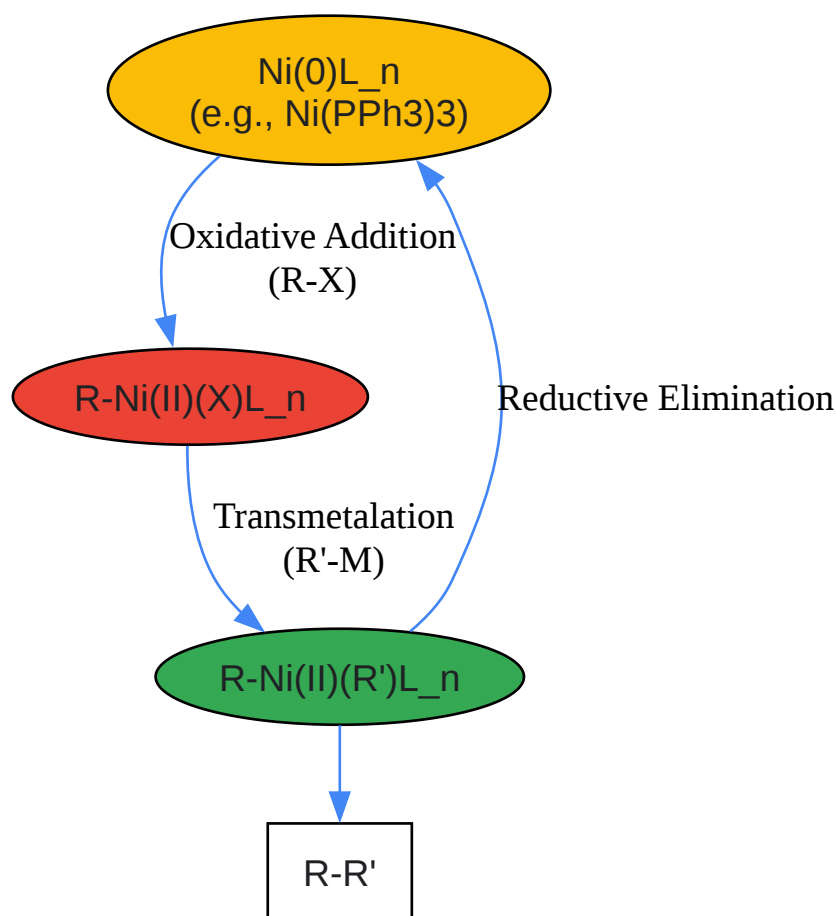 Ni(0)L_n
(e.g., Ni(PPh3)3)
Oxidative Addition
(R-X)
R-Ni(II)(X)L_n
Reductive Elimination
Transmetalation
(R'-M)
R-Ni(II)(R')L_n
R-R'